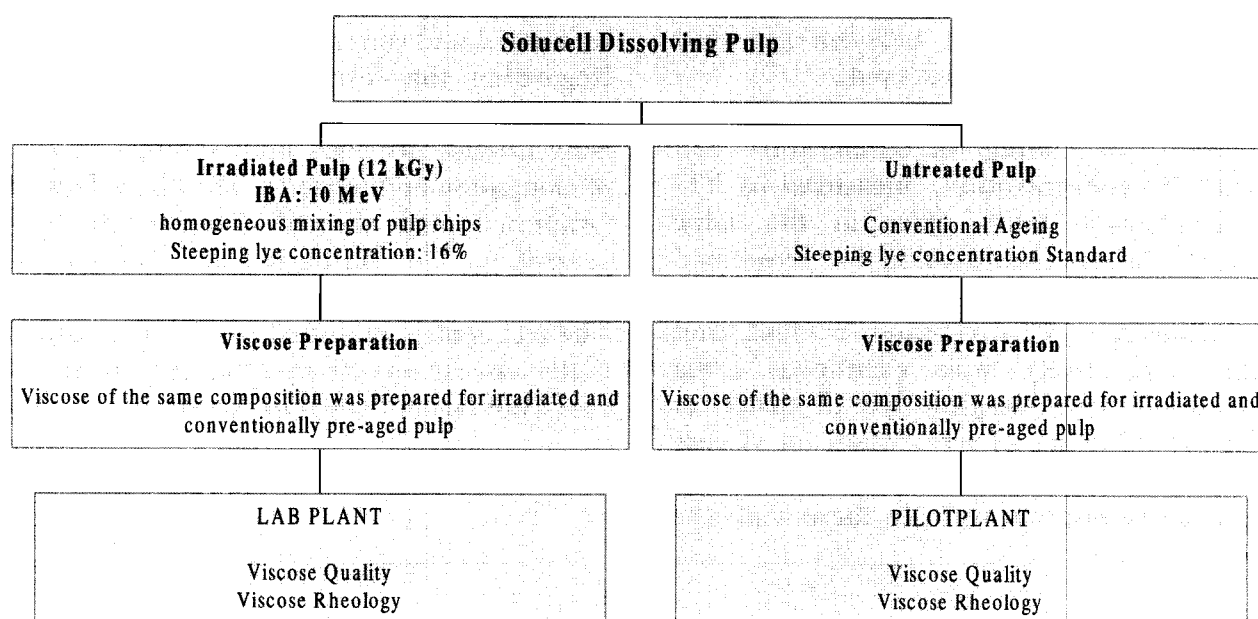 Solucell Dissolving Pulp
Irradiated Pulp (12 kGy)
IBA: 10 MeV
homogeneous mixing of pulp chips
Steeping lye concentration: 16%
Untreated Pulp
Conventional Ageing
Steeping lye concentration Standard
Viscose Preparation
Viscose of the same composition was prepared for irradiated and
conventionally pre-aged pulp
Viscose Preparation
Viscose of the same composition was prepared for irradiated and
conventionally pre-aged pulp
LAB PLANT
Viscose Quality
Viscose Rheology
PILOTPLANT
Viscose Quality
Viscose Rheology